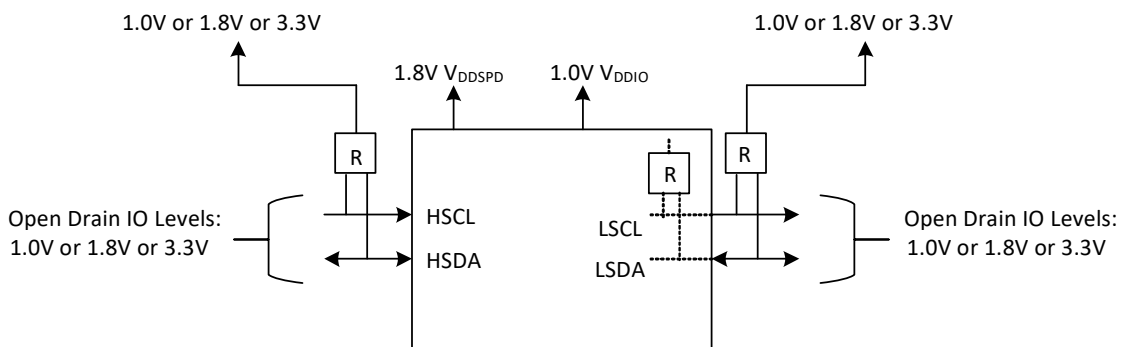 1.0V or 1.8V or 3.3V
1.0V or 1.8V or 3.3V
1.8V VDDSPD
1.0V VDDIO
R
R
R
Open Drain IO Levels:
1.0V or 1.8V or 3.3V
HSCL
HSDA
LSCL
LSDA
Open Drain IO Levels:
1.0V or 1.8V or 3.3V